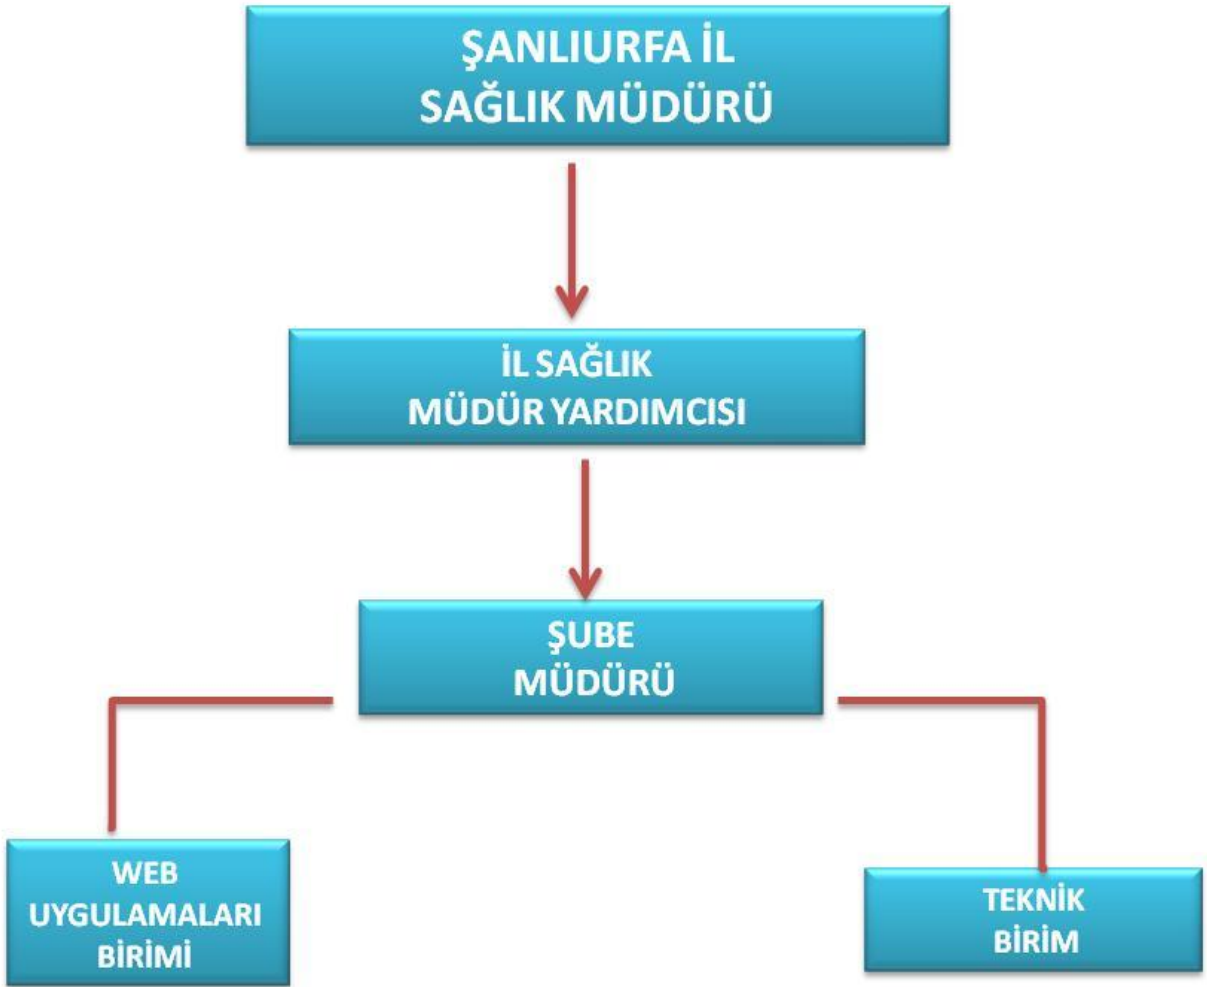 ŞANLIURFA İL
SAĞLIK MÜDÜRÜ
İL SAĞLIK
MÜDÜR YARDIMCISI
ŞUBE
MÜDÜRÜ
WEB
UYGULAMALARI
BİRİMİ
TEKNİK
BİRİM